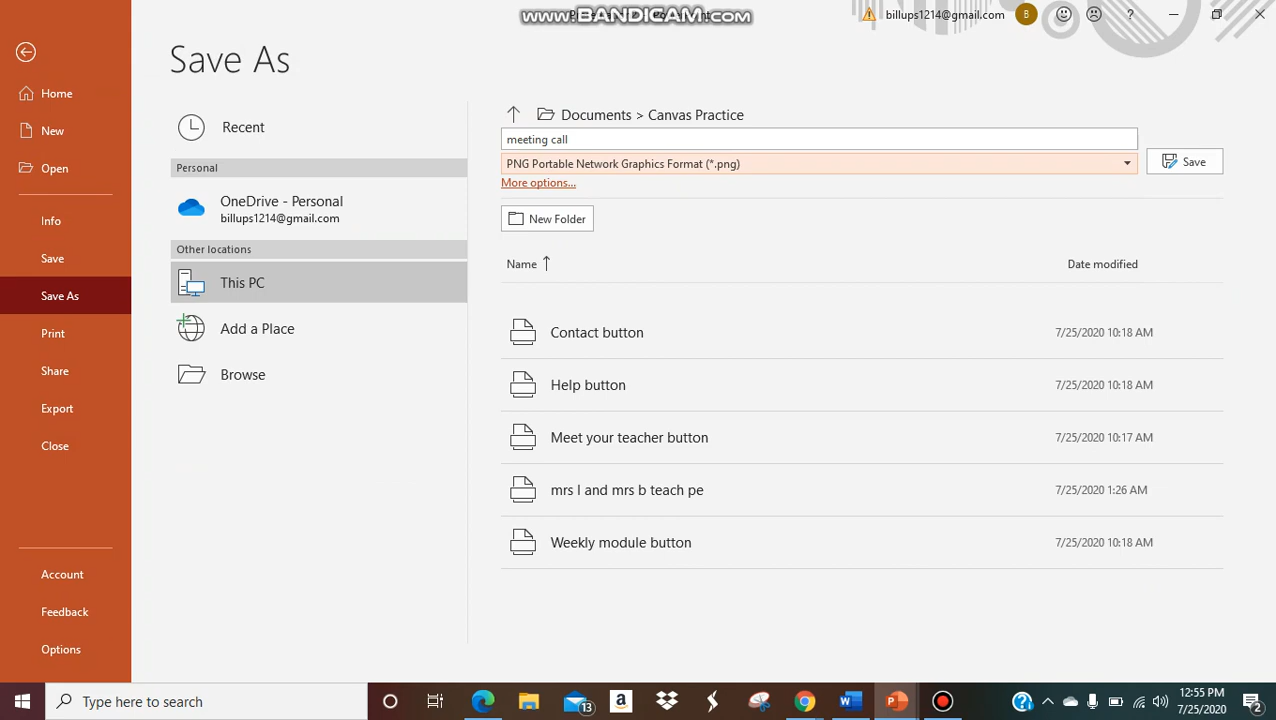 www.BANDICAM.com
billups1214@gmail.com
B
?
Save As
Home
New
Open
Info
Save
Save As
Print
Share
Export
Close
Account
Feedback
Options
Recent
Personal
OneDrive - Personal
billups1214@gmail.com
Other locations
This PC
Add a Place
Browse
Documents > Canvas Practice
meeting call
PNG Portable Network Graphics Format (*.png)
Save
More options...
New Folder
Name
Date modified
Contact button 7/25/2020 10:18 AM
Help button 7/25/2020 10:18 AM
Meet your teacher button 7/25/2020 10:17 AM
mrs l and mrs b teach pe 7/25/2020 1:26 AM
Weekly module button 7/25/2020 10:18 AM
Type here to search
13
12:55 PM
7/25/2020
2